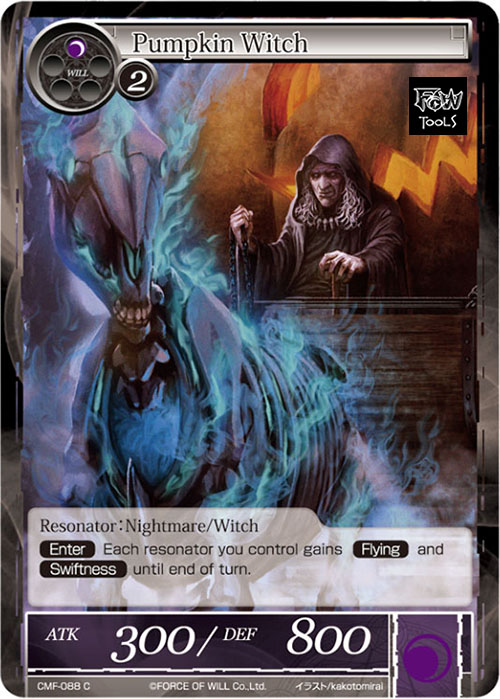 Pumpkin Witch
WILL
2
FoW
TOOLS
Resonator:Nightmare/Witch
Enter Each resonator you control gains Flying and
Swiftness until end of turn.
ATK 300/ DEF 800
CMF-088 C ©FORCE OF WILL Co.,Ltd. イラスト/kakotomirai